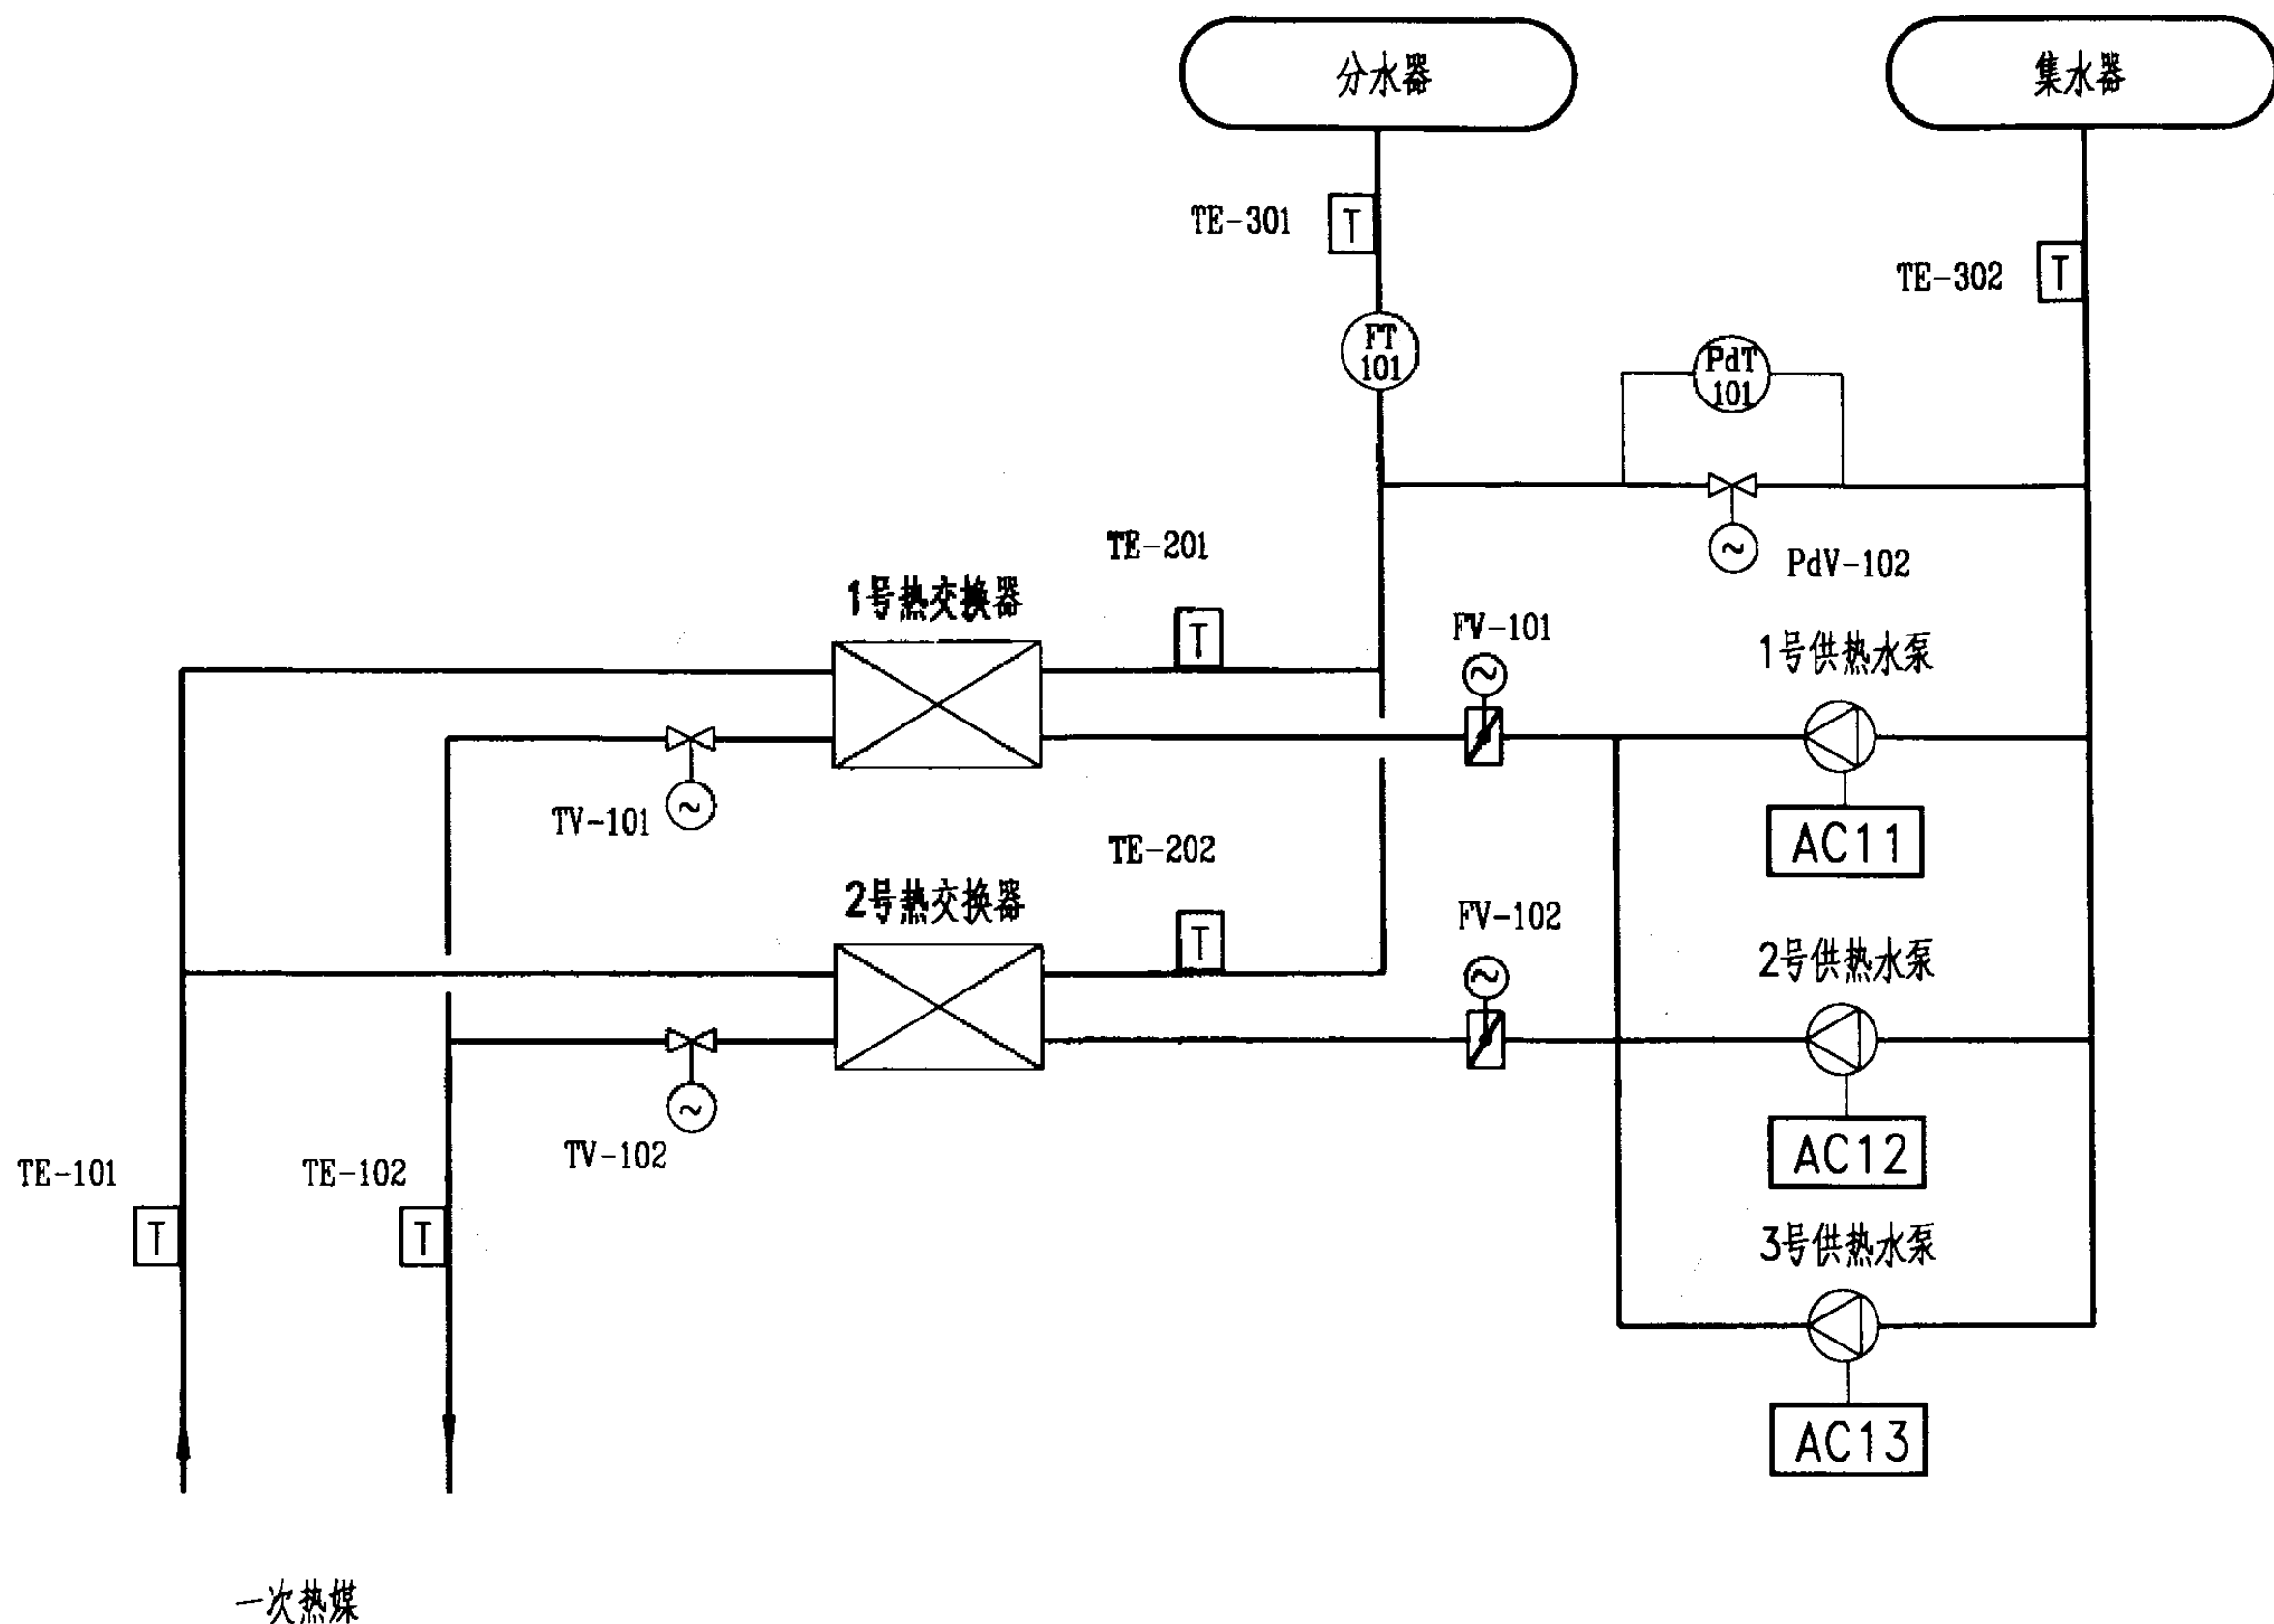 分水器
集水器
TE-301
T
TE-302
T
FT
101
PdT
101
TE-201
PdV-102
1号热交换器
T
FV-101
1号供热水泵
TV-101
AC11
TE-202
2号热交换器
T
FV-102
2号供热水泵
TV-102
AC12
TE-101
TE-102
T
T
3号供热水泵
AC13
一次热媒